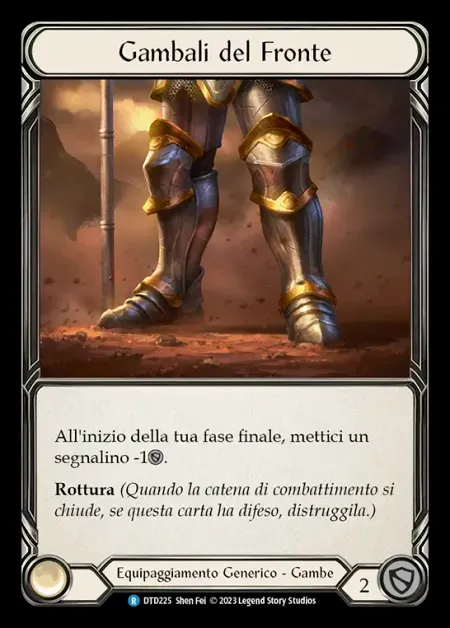 Gambali del Fronte
All'inizio della tua fase finale, mettici un
segnalino -1.
Rottura (Quando la catena di combattimento si
chiude, se questa carta ha difeso, distruggila.)
Equipaggiamento Generico - Gambe
2
R DTD225 Shen Fei © 2023 Legend Story Studios